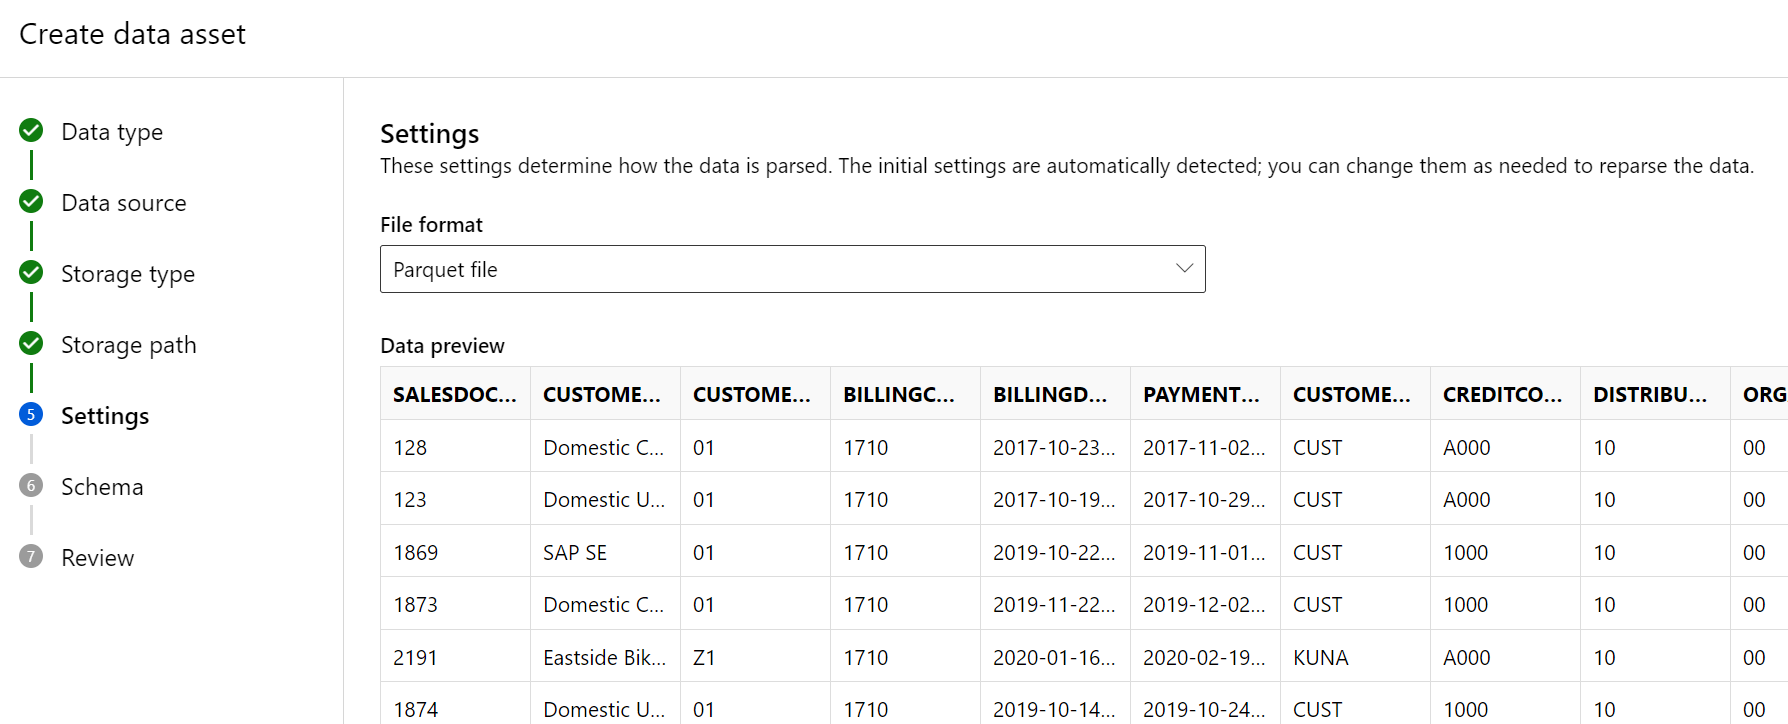 Create data asset
Data type
Data source
Storage type
Storage path
5 Settings
6 Schema
7 Review
Settings
These settings determine how the data is parsed. The initial settings are automatically detected; you can change them as needed to reparse the data.
File format
Parquet file
Data preview
SALESDOC... CUSTOME... CUSTOME... BILLINGC... BILLINGD... PAYMENT... CUSTOME... CREDITCO... DISTRIBU... ORG
128 Domestic C... 01 1710 2017-10-23... 2017-11-02... CUST A000 10 00
123 Domestic U... 01 1710 2017-10-19... 2017-10-29... CUST A000 10 00
1869 SAP SE 01 1710 2019-10-22... 2019-11-01... CUST 1000 10 00
1873 Domestic C... 01 1710 2019-11-22... 2019-12-02... CUST 1000 10 00
2191 Eastside Bik... Z1 1710 2020-01-16... 2020-02-19... KUNA A000 10 00
1874 Domestic U... 01 1710 2019-10-14... 2019-10-24... CUST 1000 10 00